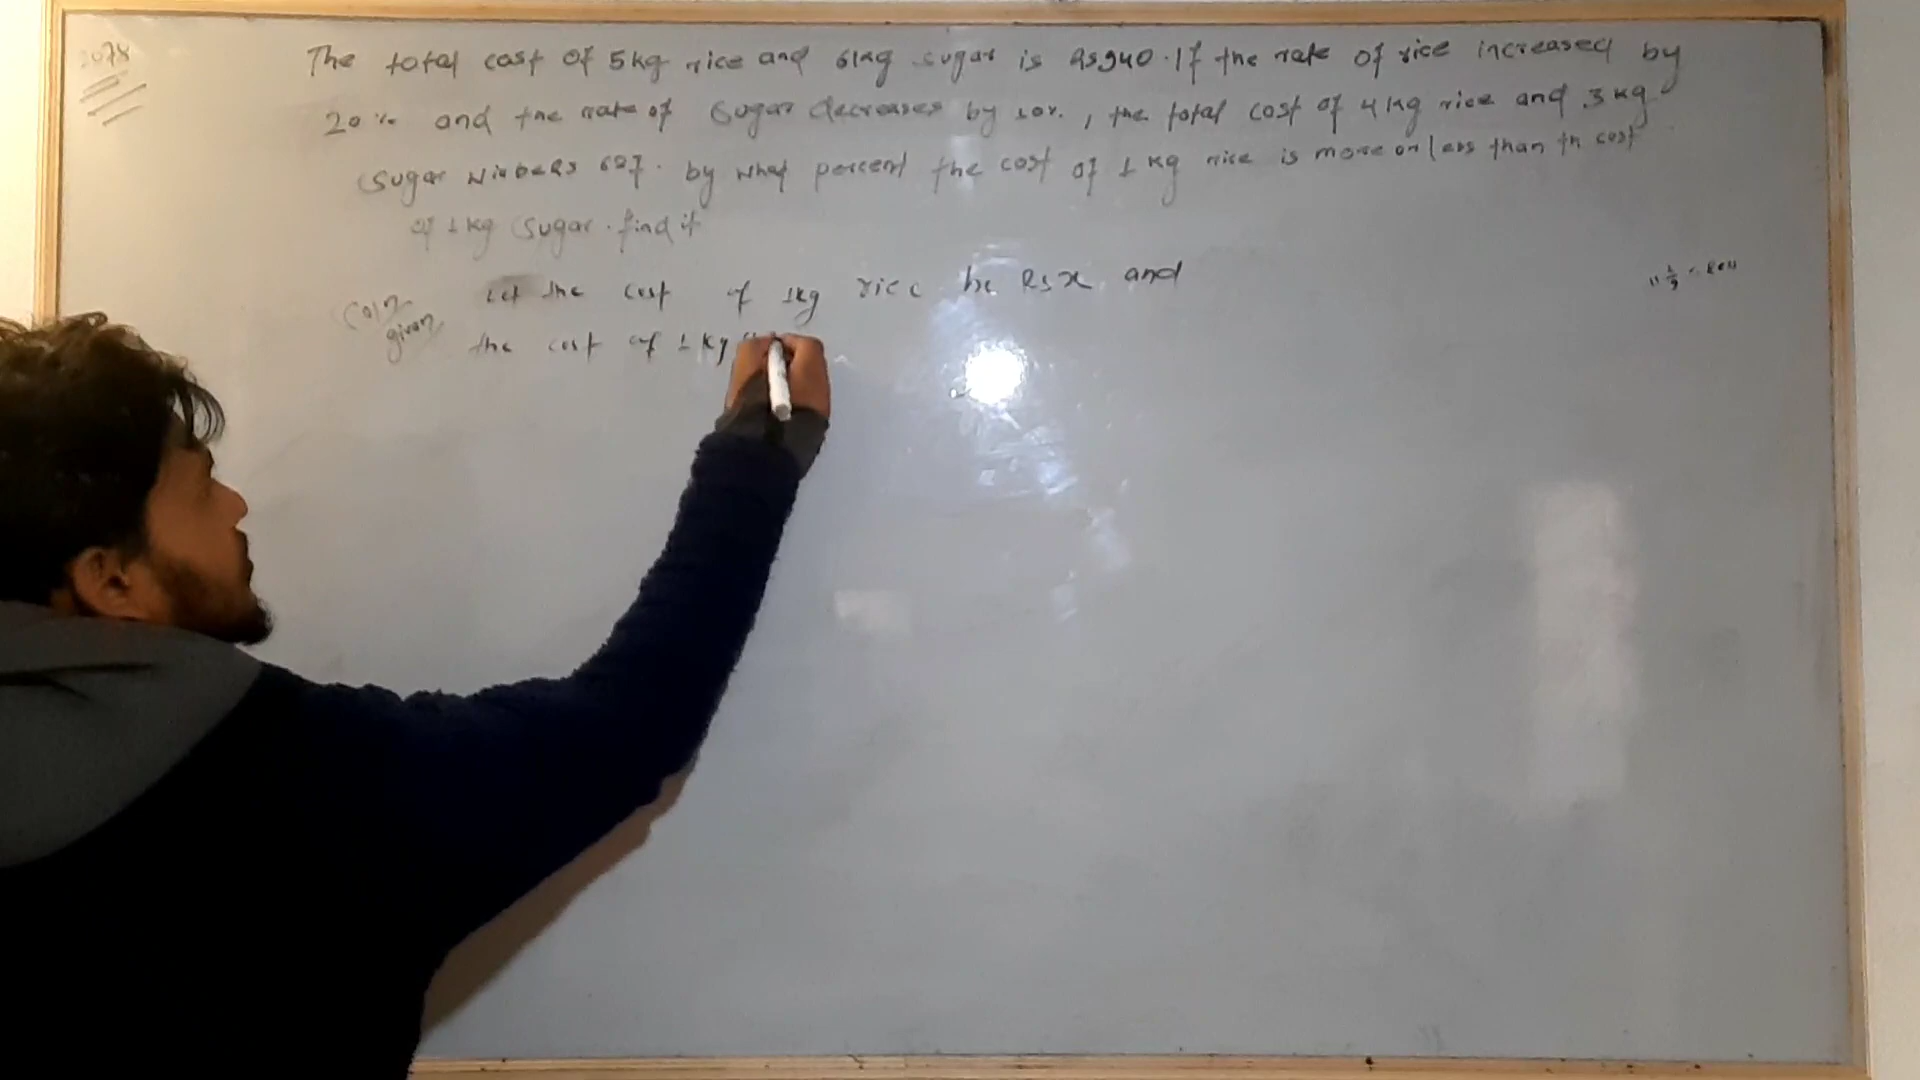 2078
The total cost of 5kg rice and 6kg sugar is Rs940. If the rate of rice increased by
20% and the rate of sugar decreases by 10%, the total cost of 4kg rice and 3kg
sugar 627. by what percent the cost of 1kg rice is more or less than th cost
of 1kg sugar. find it
Soln
given
Let the cost of 1kg rice be Rs x and
the cost of 1kg